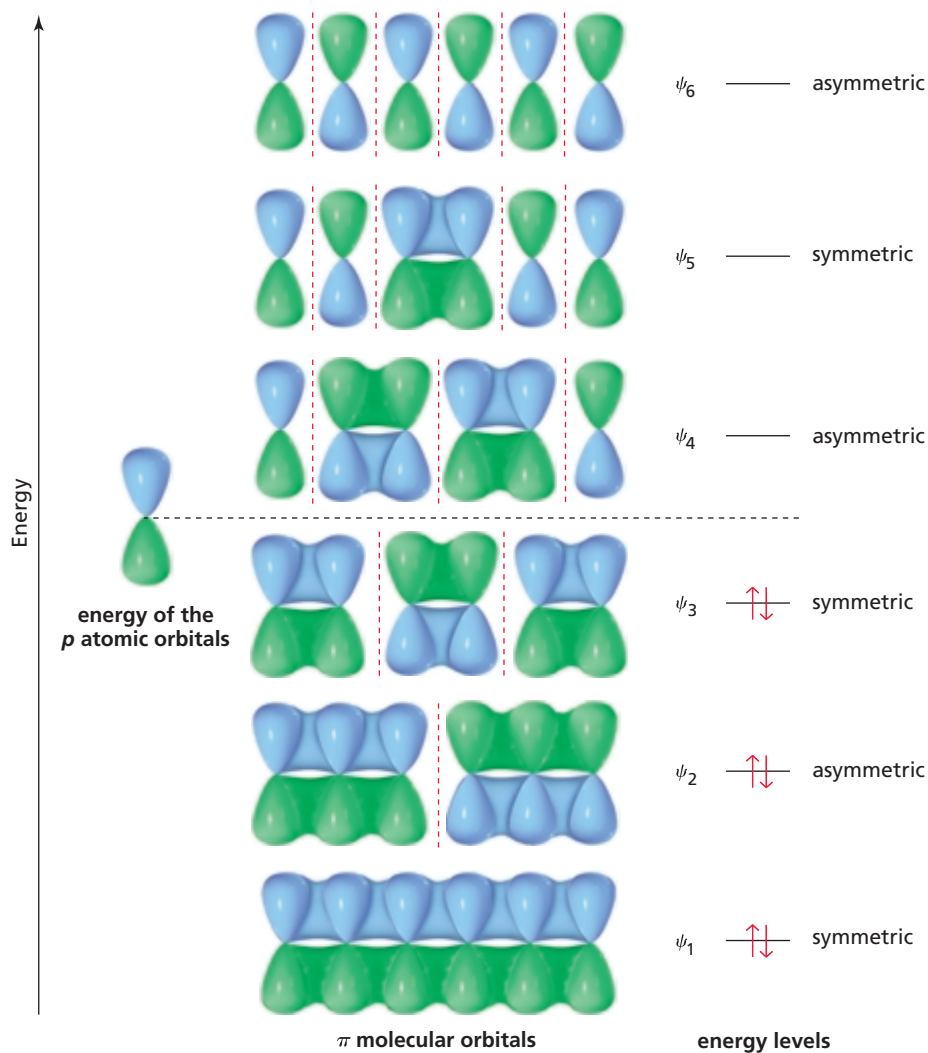 ψ6 asymmetric
ψ5 symmetric
ψ4 asymmetric
Energy
energy of the
p atomic orbitals
ψ3 symmetric
ψ2 asymmetric
ψ1 symmetric
π molecular orbitals
energy levels